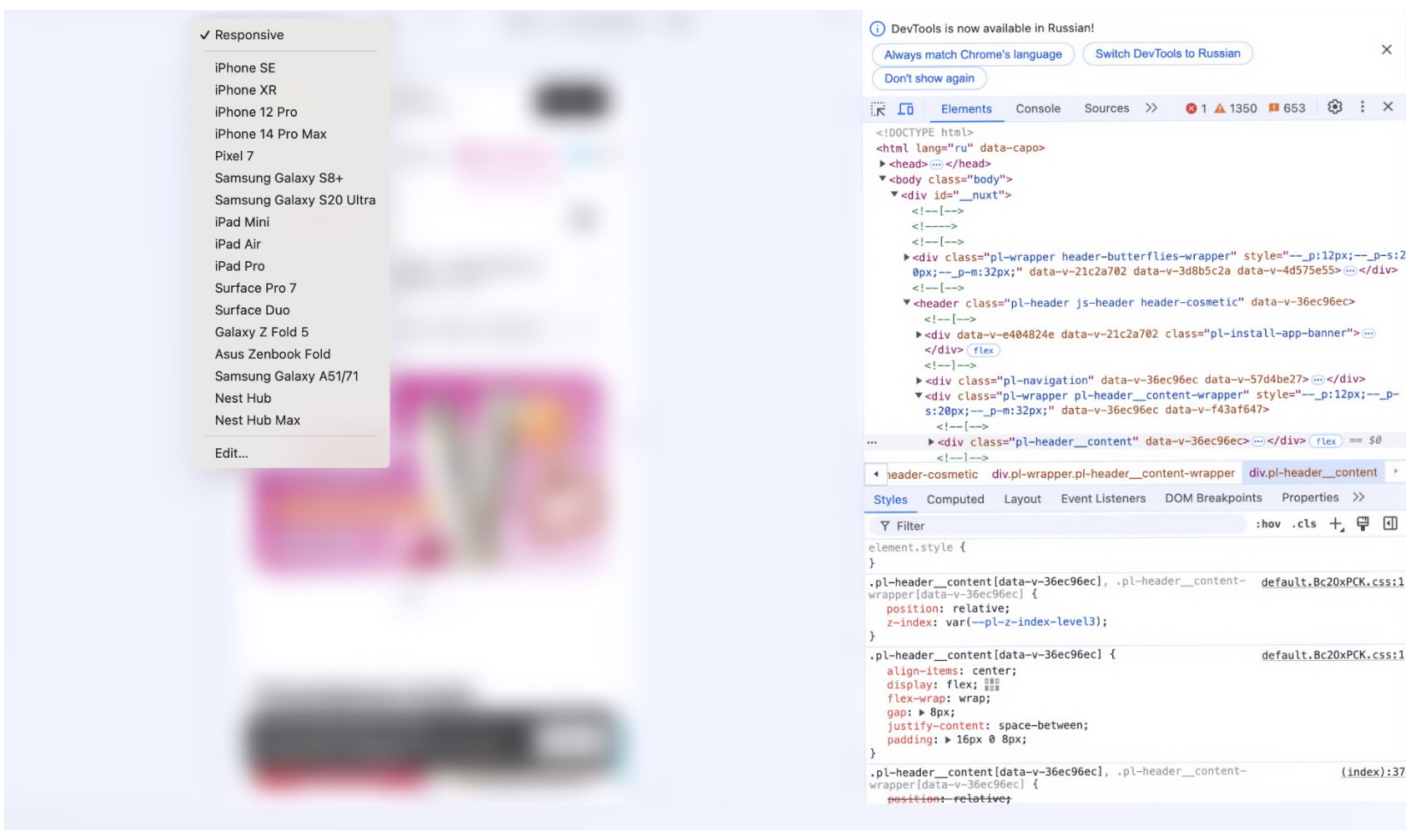 ✓ Responsive
iPhone SE
iPhone XR
iPhone 12 Pro
iPhone 14 Pro Max
Pixel 7
Samsung Galaxy S8+
Samsung Galaxy S20 Ultra
iPad Mini
iPad Air
iPad Pro
Surface Pro 7
Surface Duo
Galaxy Z Fold 5
Asus Zenbook Fold
Samsung Galaxy A51/71
Nest Hub
Nest Hub Max
Edit...
DevTools is now available in Russian!
Always match Chrome's language
Switch DevTools to Russian
Don't show again
Elements Console Sources 1 1350 653
<!DOCTYPE html>
<html lang="ru" data-capo>
<head> ⋯ </head>
<body class="body">
<div id="__nuxt">
<!--[-->
<!---->
<!--[-->
<div class="pl-wrapper header-butterflies-wrapper" style="--_p:12px;--_p-s:2
0px;--_p-m:32px;" data-v-21c2a702 data-v-3d8b5c2a data-v-4d575e55> ⋯ </div>
<!--[-->
<header class="pl-header js-header header-cosmetic" data-v-36ec96ec>
<!--[-->
<div data-v-e404824e data-v-21c2a702 class="pl-install-app-banner"> ⋯
</div> flex
<!--]-->
<div class="pl-navigation" data-v-36ec96ec data-v-57d4be27> ⋯ </div>
<div class="pl-wrapper pl-header__content-wrapper" style="--_p:12px;--_p-
s:20px;--_p-m:32px;" data-v-36ec96ec data-v-f43af647>
<!--[-->
... <div class="pl-header__content" data-v-36ec96ec> ⋯ </div> flex == $0
<!--]-->
header-cosmetic div.pl-wrapper.pl-header__content-wrapper div.pl-header__content
Styles Computed Layout Event Listeners DOM Breakpoints Properties
Filter :hov .cls +
element.style {
}
.pl-header__content[data-v-36ec96ec], .pl-header__content- default.Bc2OxPCK.css:1
wrapper[data-v-36ec96ec] {
position: relative;
z-index: var(--pl-z-index-level3);
}
.pl-header__content[data-v-36ec96ec] { default.Bc2OxPCK.css:1
align-items: center;
display: flex;
flex-wrap: wrap;
gap: 8px;
justify-content: space-between;
padding: 16px 0 8px;
}
.pl-header__content[data-v-36ec96ec], .pl-header__content- (index):37
wrapper[data-v-36ec96ec] {
position: relative;